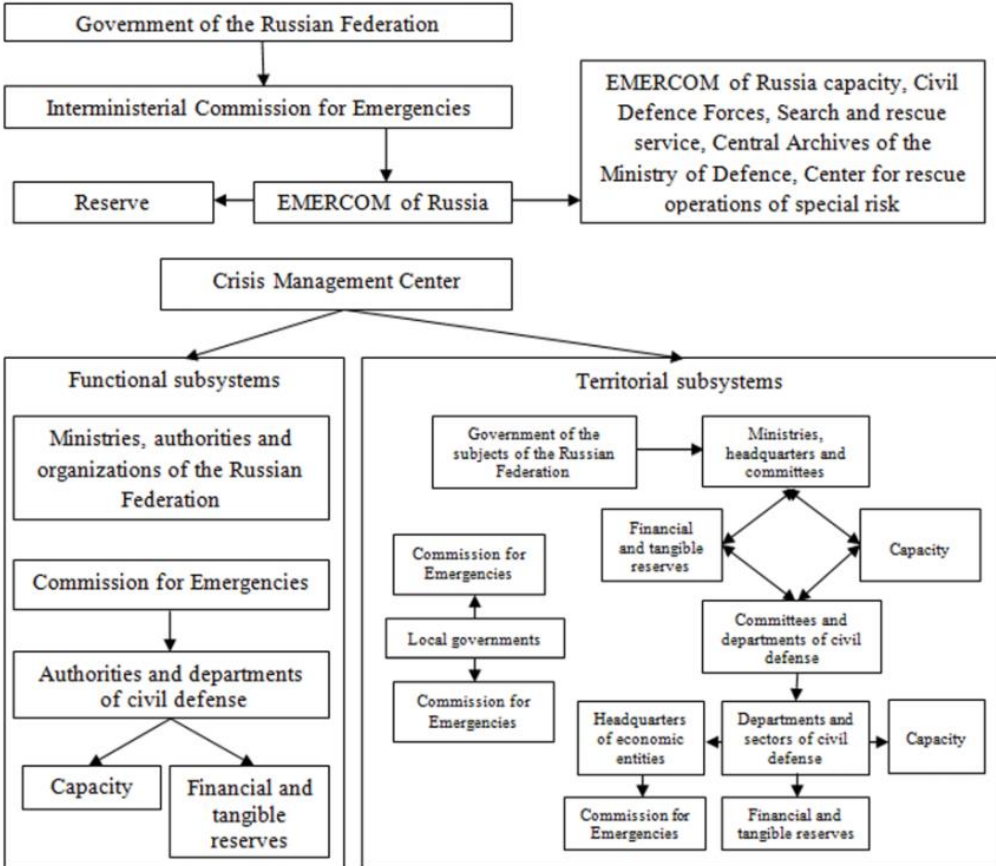 Government of the Russian Federation
Interministerial Commission for Emergencies
EMERCOM of Russia capacity, Civil
Defence Forces, Search and rescue
service, Central Archives of the
Ministry of Defence, Center for rescue
operations of special risk
Reserve
EMERCOM of Russia
Crisis Management Center
Functional subsystems
Ministries, authorities and
organizations of the Russian
Federation
Commission for Emergencies
Authorities and departments
of civil defense
Capacity
Financial and
tangible
reserves
Territorial subsystems
Government of the
subjects of the Russian
Federation
Ministries,
headquarters and
committees
Financial
and tangible
reserves
Capacity
Commission for
Emergencies
Local governments
Commission for
Emergencies
Committees and
departments of civil
defense
Headquarters
of economic
entities
Departments and
sectors of civil
defense
Capacity
Commission for
Emergencies
Financial and
tangible reserves